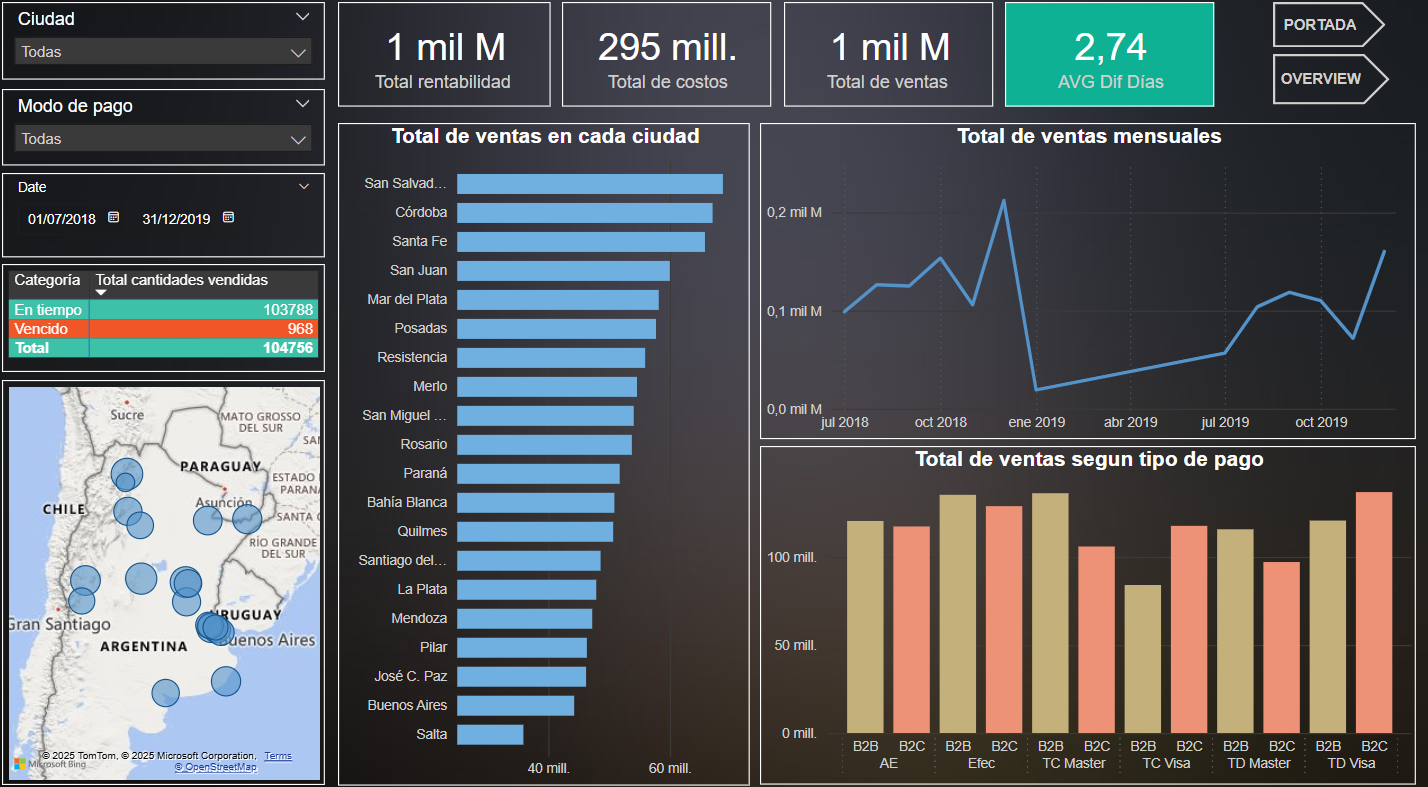 Ciudad
Todas
Modo de pago
Todas
Date
01/07/2018 31/12/2019
Categoría Total cantidades vendidas
En tiempo 103788
Vencido 968
Total 104756
Sucre
MATO GROSSO
DEL SUR
PARAGUAY
ESTADO
PARANÁ
Asunción
CHILE
SANTA
RÍO GRANDE
DEL SUR
URUGUAY
Gran Santiago
ARGENTINA
Buenos Aires
© 2025 TomTom, © 2025 Microsoft Corporation, Terms
Microsoft Bing
© OpenStreetMap
1 mil M
Total rentabilidad
295 mill.
Total de costos
1 mil M
Total de ventas
2,74
AVG Dif Días
PORTADA
OVERVIEW
Total de ventas en cada ciudad
San Salvad...
Córdoba
Santa Fe
San Juan
Mar del Plata
Posadas
Resistencia
Merlo
San Miguel ...
Rosario
Paraná
Bahía Blanca
Quilmes
Santiago del...
La Plata
Mendoza
Pilar
José C. Paz
Buenos Aires
Salta
40 mill. 60 mill.
Total de ventas mensuales
0,2 mil M
0,1 mil M
0,0 mil M
jul 2018 oct 2018 ene 2019 abr 2019 jul 2019 oct 2019
Total de ventas segun tipo de pago
100 mill.
50 mill.
0 mill.
B2B B2C B2B B2C B2B B2C B2B B2C B2B B2C B2B B2C
AE Efec TC Master TC Visa TD Master TD Visa